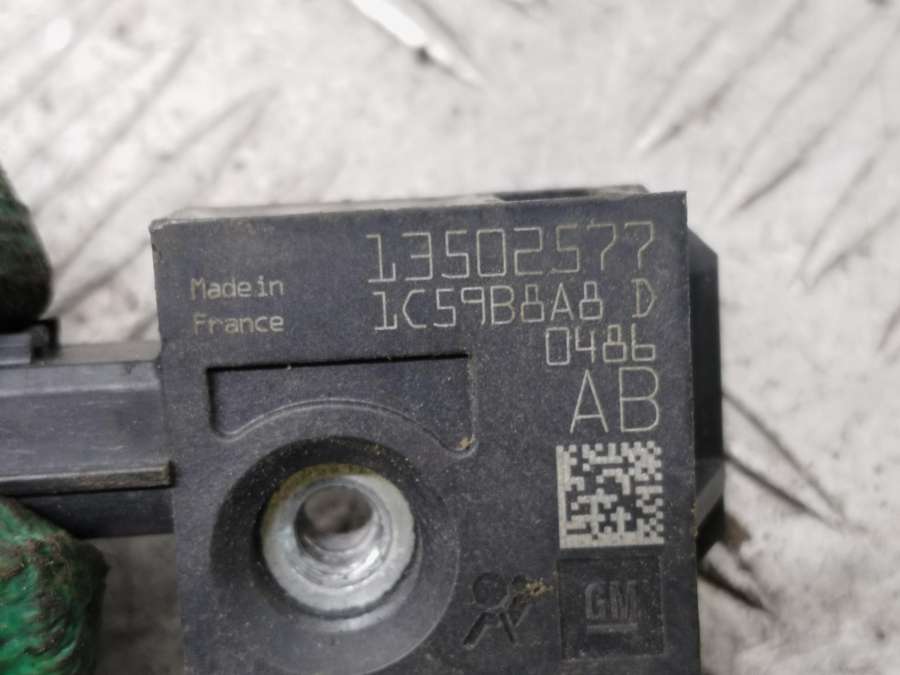 13502577
Made in
1C59B8A8 D
France
0486
AB
GM